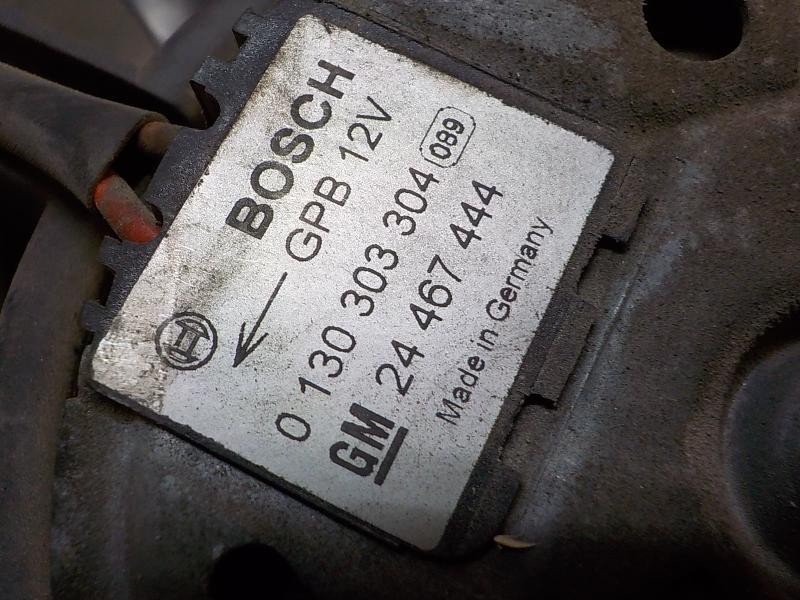 BOSCH
GPB 12V
0 130 303 304 089
GM 24 467 444
Made in Germany